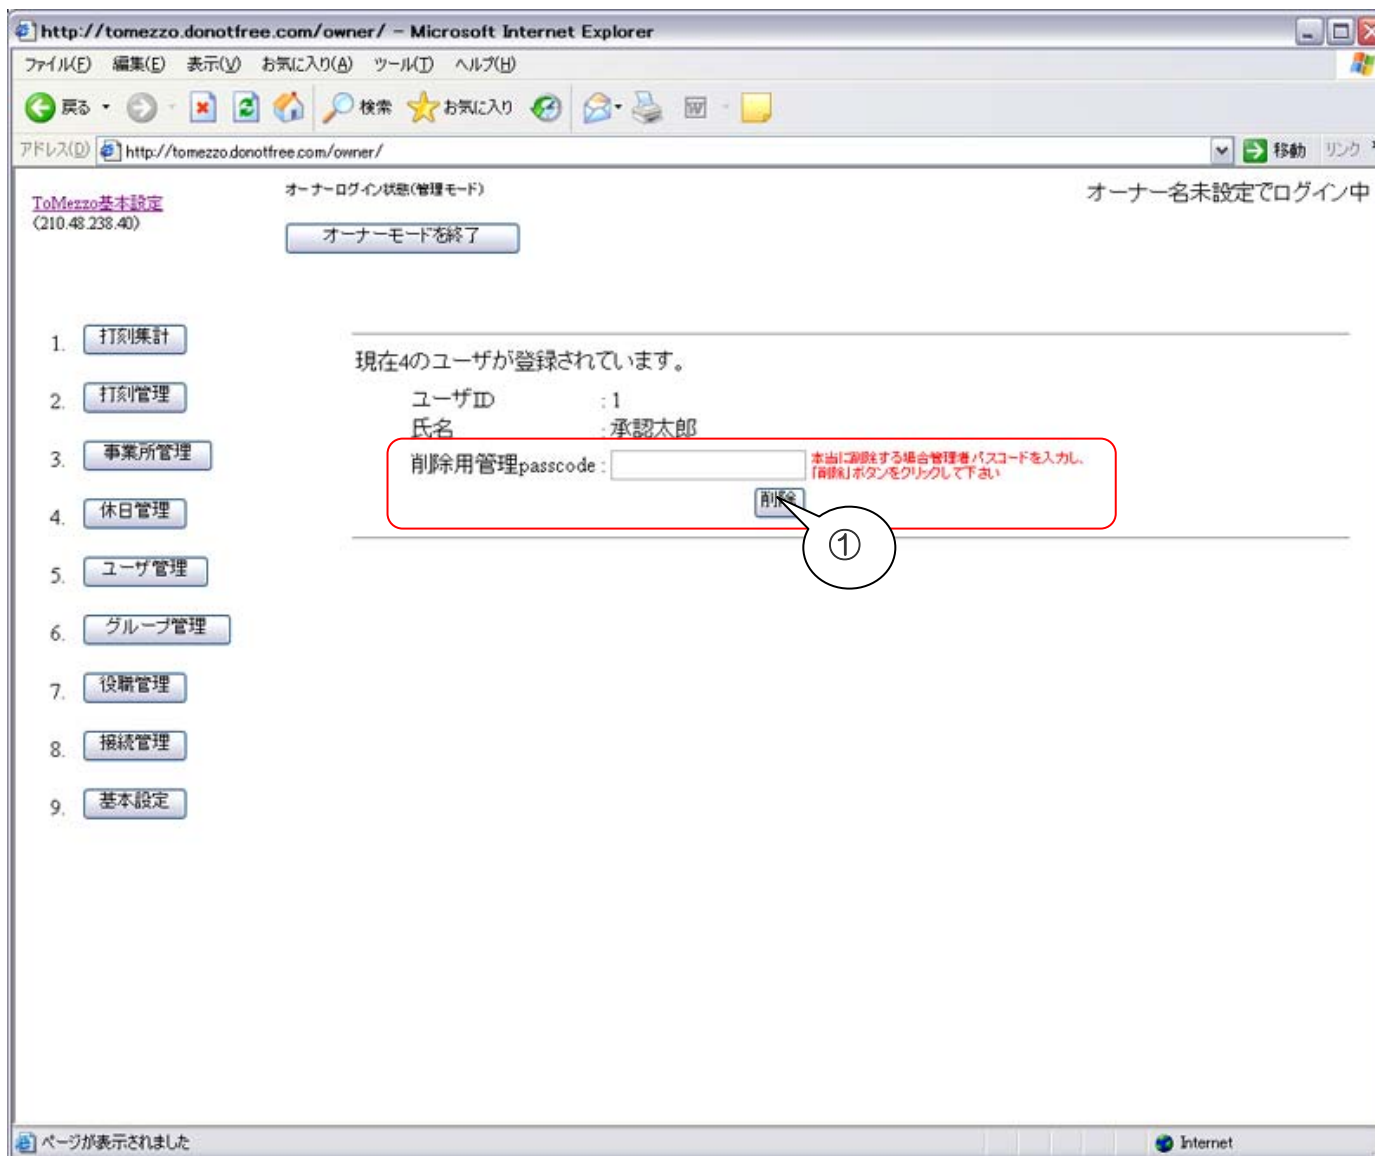 http://tomezzo.donotfree.com/owner/ - Microsoft Internet Explorer
ファイル(F) 編集(E) 表示(V) お気に入り(A) ツール(T) ヘルプ(H)
戻る 検索 お気に入り
アドレス(D) http://tomezzo.donotfree.com/owner/ 移動 リンク
ToMezzo基本設定
(210.48.238.40)
オーナーログイン状態(管理モード)
オーナー名未設定でログイン中
オーナーモードを終了
1. 打刻集計
2. 打刻管理
3. 事業所管理
4. 休日管理
5. ユーザ管理
6. グループ管理
7. 役職管理
8. 接続管理
9. 基本設定
現在4のユーザが登録されています。
ユーザID :1
氏名 :承認太郎
削除用管理passcode :
本当に削除する場合管理者パスコードを入力し、
「削除」ボタンをクリックして下さい
削除
①
ページが表示されました Internet